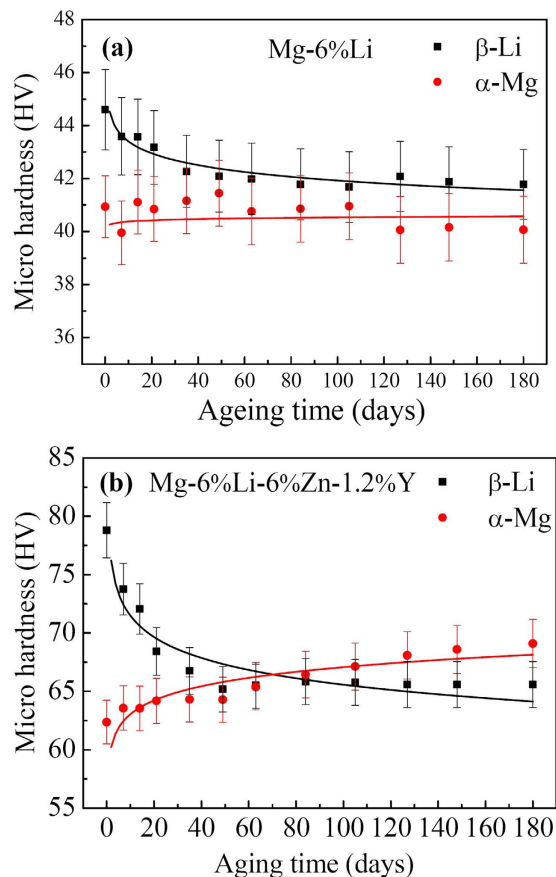 (a) Mg-6%Li
β-Li
α-Mg
48
46
44
42
40
38
36
Micro hardness (HV)
0 20 40 60 80 100 120 140 160 180
Ageing time (days)
(b) Mg-6%Li-6%Zn-1.2%Y
β-Li
α-Mg
85
80
75
70
65
60
55
Micro hardness (HV)
0 20 40 60 80 100 120 140 160 180
Aging time (days)